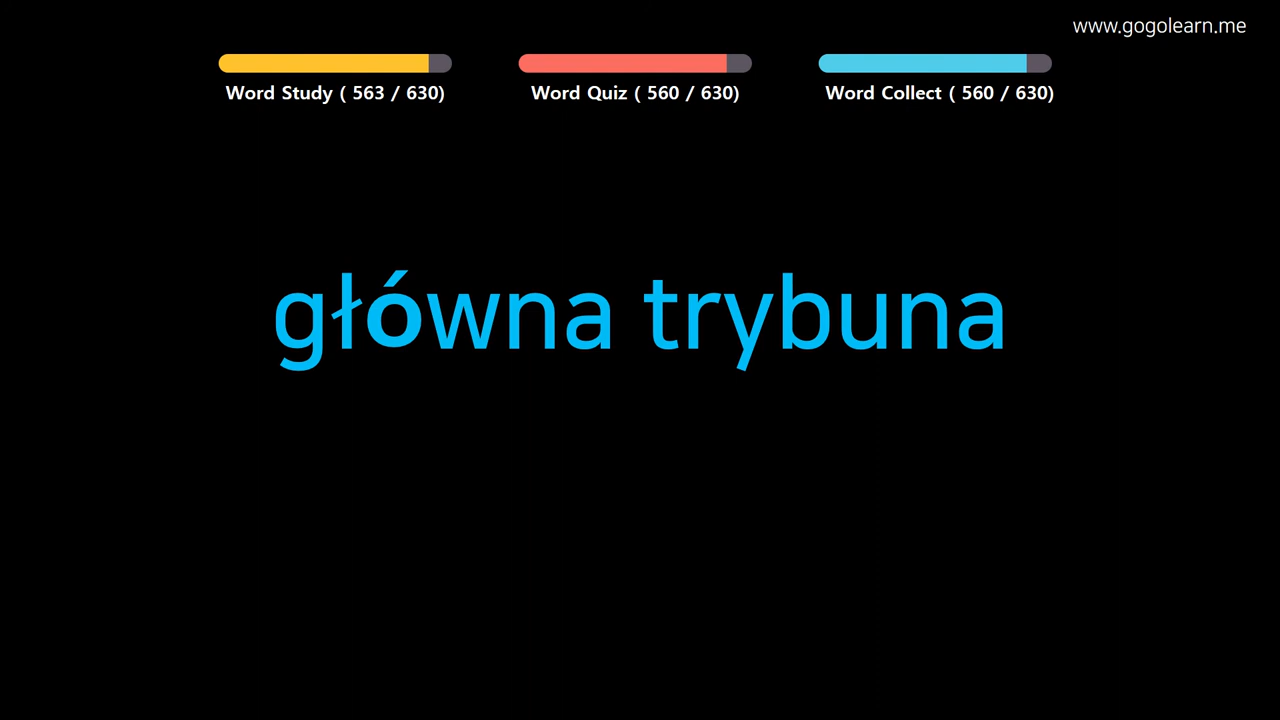 www.gogolearn.me
Word Study ( 563 / 630)
Word Quiz ( 560 / 630)
Word Collect ( 560 / 630)
główna trybuna